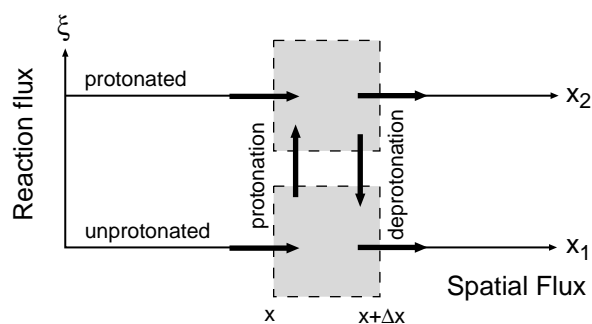 ξ
protonated
x₂
Reaction flux
protonation
deprotonation
unprotonated
x₁
Spatial Flux
x
x+Δx